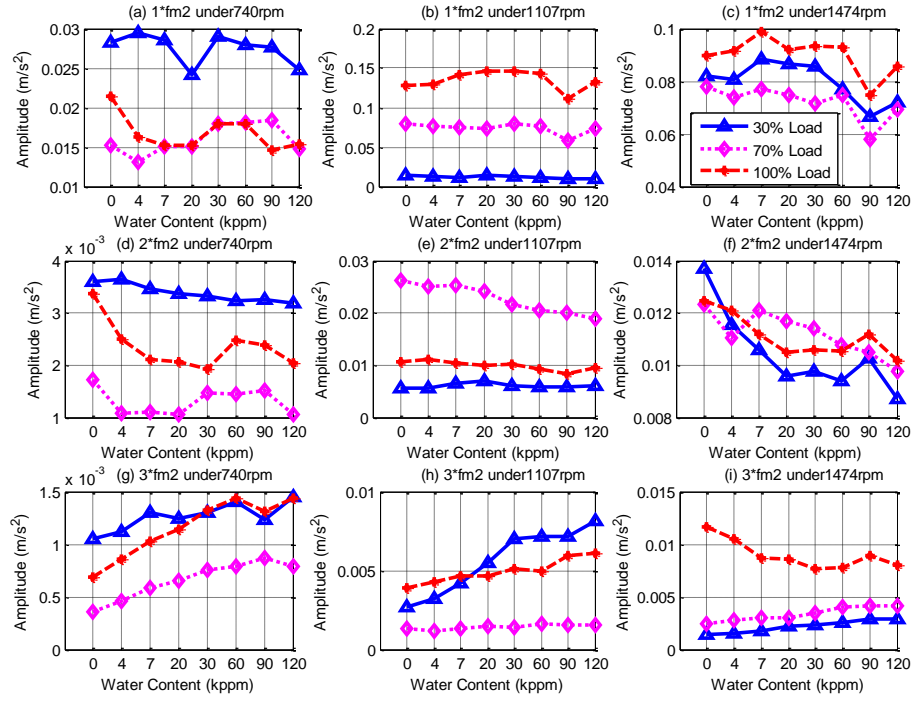 (a) 1*fm2 under740rpm
(b) 1*fm2 under1107rpm
(c) 1*fm2 under1474rpm
Amplitude (m/s²)
0.03
0.025
0.02
0.015
0.01
0 4 7 20 30 60 90 120
Water Content (kppm)
Amplitude (m/s²)
0.2
0.15
0.1
0.05
0
0 4 7 20 30 60 90 120
Water Content (kppm)
Amplitude (m/s²)
0.1
0.08
0.06
0.04
30% Load
70% Load
100% Load
0 4 7 20 30 60 90 120
Water Content (kppm)
x 10⁻³
(d) 2*fm2 under740rpm
(e) 2*fm2 under1107rpm
(f) 2*fm2 under1474rpm
Amplitude (m/s²)
4
3
2
1
0 4 7 20 30 60 90 120
Water Content (kppm)
Amplitude (m/s²)
0.03
0.02
0.01
0
0 4 7 20 30 60 90 120
Water Content (kppm)
Amplitude (m/s²)
0.014
0.012
0.01
0.008
0 4 7 20 30 60 90 120
Water Content (kppm)
x 10⁻³
(g) 3*fm2 under740rpm
(h) 3*fm2 under1107rpm
(i) 3*fm2 under1474rpm
Amplitude (m/s²)
1.5
1
0.5
0
0 4 7 20 30 60 90 120
Water Content (kppm)
Amplitude (m/s²)
0.01
0.005
0
0 4 7 20 30 60 90 120
Water Content (kppm)
Amplitude (m/s²)
0.015
0.01
0.005
0
0 4 7 20 30 60 90 120
Water Content (kppm)